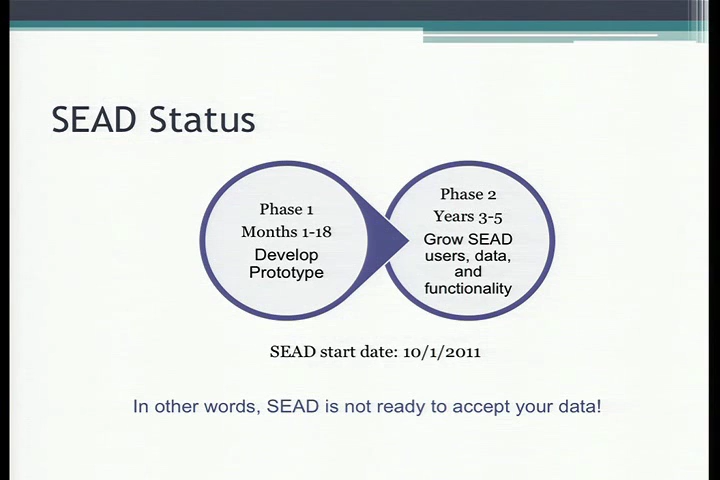 SEAD Status
Phase 1
Months 1-18
Develop
Prototype
Phase 2
Years 3-5
Grow SEAD
users, data,
and
functionality
SEAD start date: 10/1/2011
In other words, SEAD is not ready to accept your data!